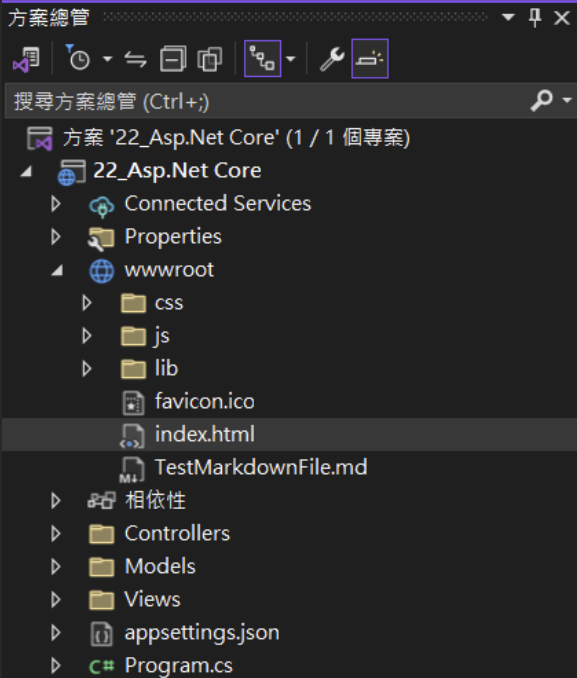 方案總管
搜尋方案總管 (Ctrl+;)
方案 '22_Asp.Net Core' (1 / 1 個專案)
22_Asp.Net Core
Connected Services
Properties
wwwroot
css
js
lib
favicon.ico
index.html
TestMarkdownFile.md
相依性
Controllers
Models
Views
appsettings.json
C# Program.cs